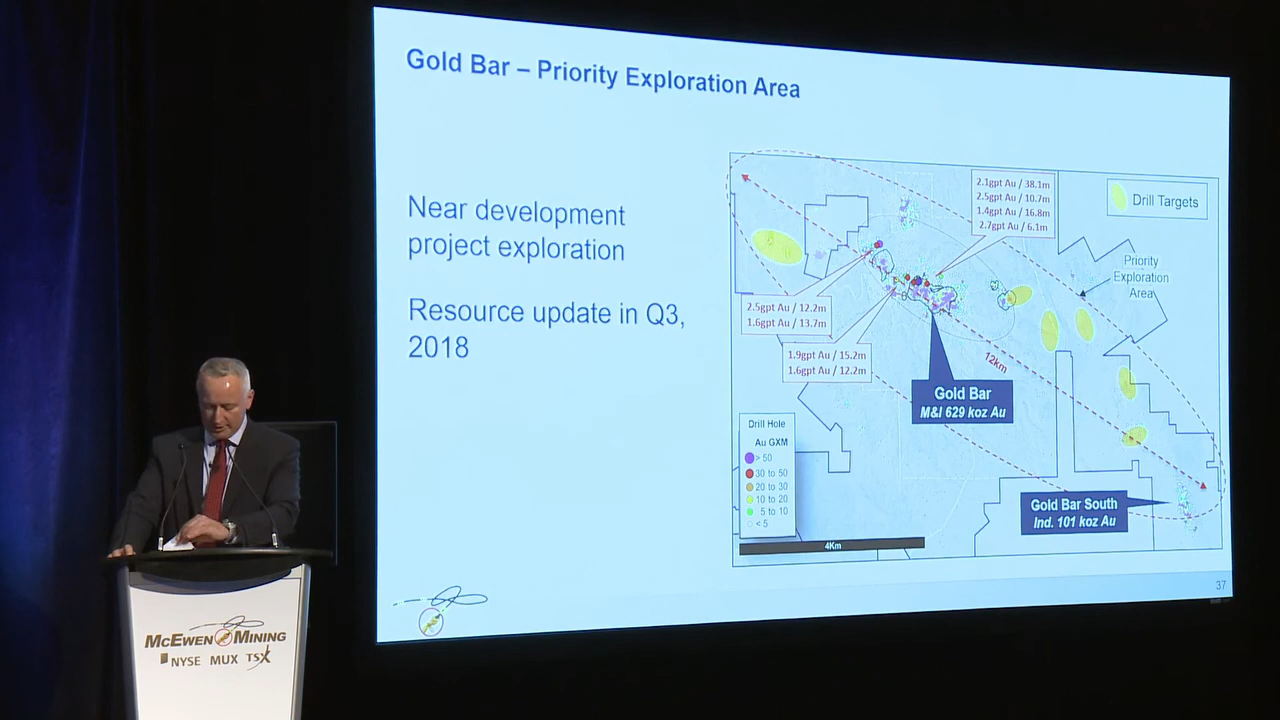 Gold Bar – Priority Exploration Area
Near development
project exploration
Resource update in Q3,
2018
2.1gpt Au / 38.1m
2.5gpt Au / 10.7m
1.4gpt Au / 16.8m
2.7gpt Au / 6.1m
Drill Targets
Priority
Exploration
Area
2.5gpt Au / 12.2m
1.6gpt Au / 13.7m
1.9gpt Au / 15.2m
1.6gpt Au / 12.2m
12km
Gold Bar
M&I 629 koz Au
Drill Hole
Au GXM
> 50
30 to 50
20 to 30
10 to 20
5 to 10
< 5
Gold Bar South
Ind. 101 koz Au
4Km
37
McEwen Mining
NYSE MUX TSX